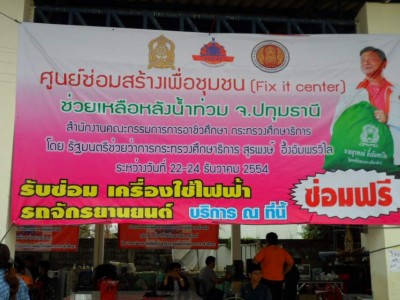 ศูนย์ซ่อมสร้างเพื่อชุมชน (Fix it center)
ช่วยเหลือหลังน้ำท่วม จ.ปทุมธานี
สำนักงานคณะกรรมการการอาชีวศึกษา กระทรวงศึกษาธิการ
โดย รัฐมนตรีช่วยว่าการกระทรวงศึกษาธิการ สุรพงษ์ อึ้งอัมพรวิไล
ระหว่างวันที่ 22-24 ธันวาคม 2554
รับซ่อม เครื่องใช้ไฟฟ้า
รถจักรยานยนต์ บริการ ณ ที่นี้
ซ่อมฟรี